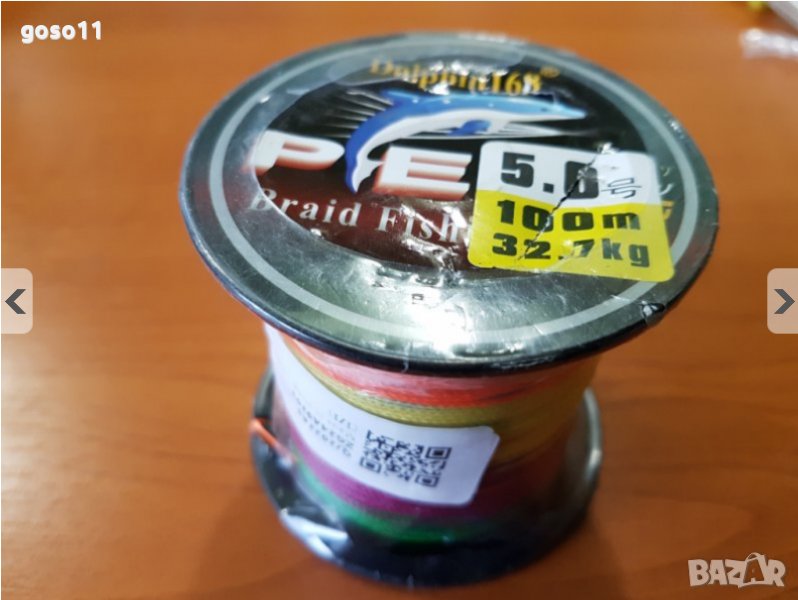 goso11
Dolphin168®
PE
Braid Fish
5.0号
100m
32.7kg
BAZAR